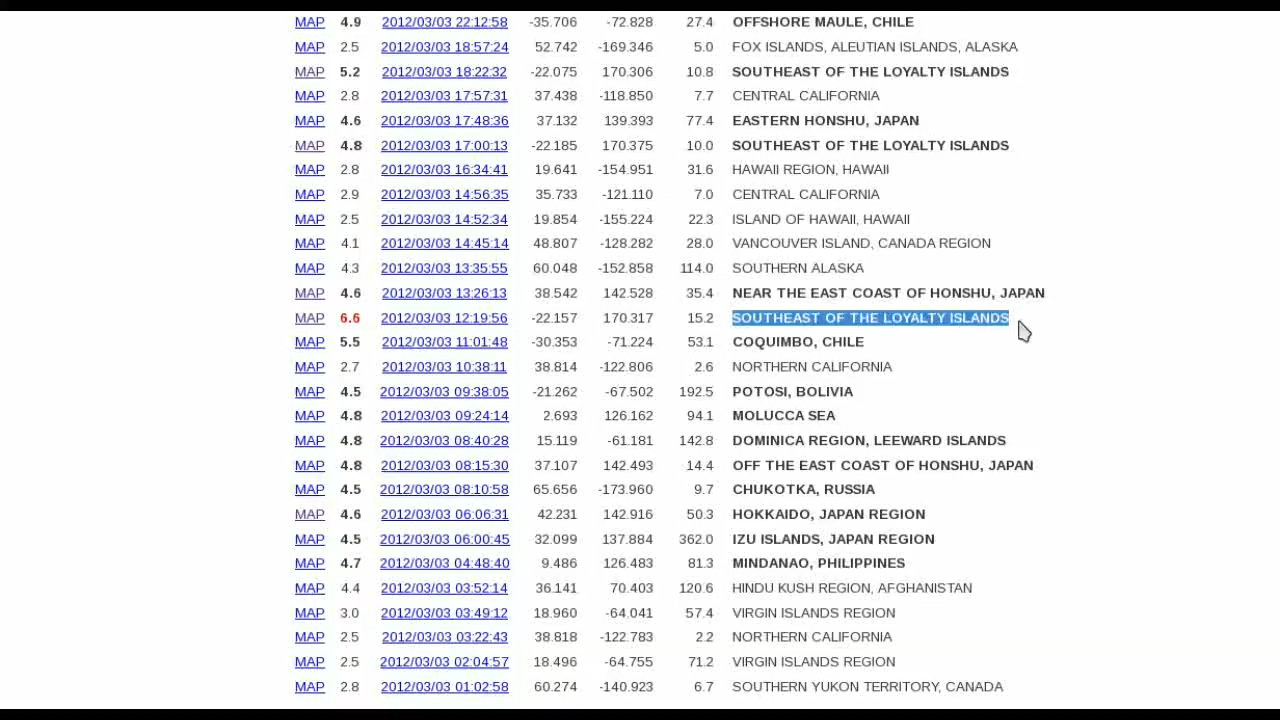 MAP 4.9 2012/03/03 22:12:58 -35.706 -72.828 27.4 OFFSHORE MAULE, CHILE
MAP 2.5 2012/03/03 18:57:24 52.742 -169.346 5.0 FOX ISLANDS, ALEUTIAN ISLANDS, ALASKA
MAP 5.2 2012/03/03 18:22:32 -22.075 170.306 10.8 SOUTHEAST OF THE LOYALTY ISLANDS
MAP 2.8 2012/03/03 17:57:31 37.438 -118.850 7.7 CENTRAL CALIFORNIA
MAP 4.6 2012/03/03 17:48:36 37.132 139.393 77.4 EASTERN HONSHU, JAPAN
MAP 4.8 2012/03/03 17:00:13 -22.185 170.375 10.0 SOUTHEAST OF THE LOYALTY ISLANDS
MAP 2.8 2012/03/03 16:34:41 19.641 -154.951 31.6 HAWAII REGION, HAWAII
MAP 2.9 2012/03/03 14:56:35 35.733 -121.110 7.0 CENTRAL CALIFORNIA
MAP 2.5 2012/03/03 14:52:34 19.854 -155.224 22.3 ISLAND OF HAWAII, HAWAII
MAP 4.1 2012/03/03 14:45:14 48.807 -128.282 28.0 VANCOUVER ISLAND, CANADA REGION
MAP 4.3 2012/03/03 13:35:55 60.048 -152.858 114.0 SOUTHERN ALASKA
MAP 4.6 2012/03/03 13:26:13 38.542 142.528 35.4 NEAR THE EAST COAST OF HONSHU, JAPAN
MAP 6.6 2012/03/03 12:19:56 -22.157 170.317 15.2 SOUTHEAST OF THE LOYALTY ISLANDS
MAP 5.5 2012/03/03 11:01:48 -30.353 -71.224 53.1 COQUIMBO, CHILE
MAP 2.7 2012/03/03 10:38:11 38.814 -122.806 2.6 NORTHERN CALIFORNIA
MAP 4.5 2012/03/03 09:38:05 -21.262 -67.502 192.5 POTOSI, BOLIVIA
MAP 4.8 2012/03/03 09:24:14 2.693 126.162 94.1 MOLUCCA SEA
MAP 4.8 2012/03/03 08:40:28 15.119 -61.181 142.8 DOMINICA REGION, LEEWARD ISLANDS
MAP 4.8 2012/03/03 08:15:30 37.107 142.493 14.4 OFF THE EAST COAST OF HONSHU, JAPAN
MAP 4.5 2012/03/03 08:10:58 65.656 -173.960 9.7 CHUKOTKA, RUSSIA
MAP 4.6 2012/03/03 06:06:31 42.231 142.916 50.3 HOKKAIDO, JAPAN REGION
MAP 4.5 2012/03/03 06:00:45 32.099 137.884 362.0 IZU ISLANDS, JAPAN REGION
MAP 4.7 2012/03/03 04:48:40 9.486 126.483 81.3 MINDANAO, PHILIPPINES
MAP 4.4 2012/03/03 03:52:14 36.141 70.403 120.6 HINDU KUSH REGION, AFGHANISTAN
MAP 3.0 2012/03/03 03:49:12 18.960 -64.041 57.4 VIRGIN ISLANDS REGION
MAP 2.5 2012/03/03 03:22:43 38.818 -122.783 2.2 NORTHERN CALIFORNIA
MAP 2.5 2012/03/03 02:04:57 18.496 -64.755 71.2 VIRGIN ISLANDS REGION
MAP 2.8 2012/03/03 01:02:58 60.274 -140.923 6.7 SOUTHERN YUKON TERRITORY, CANADA